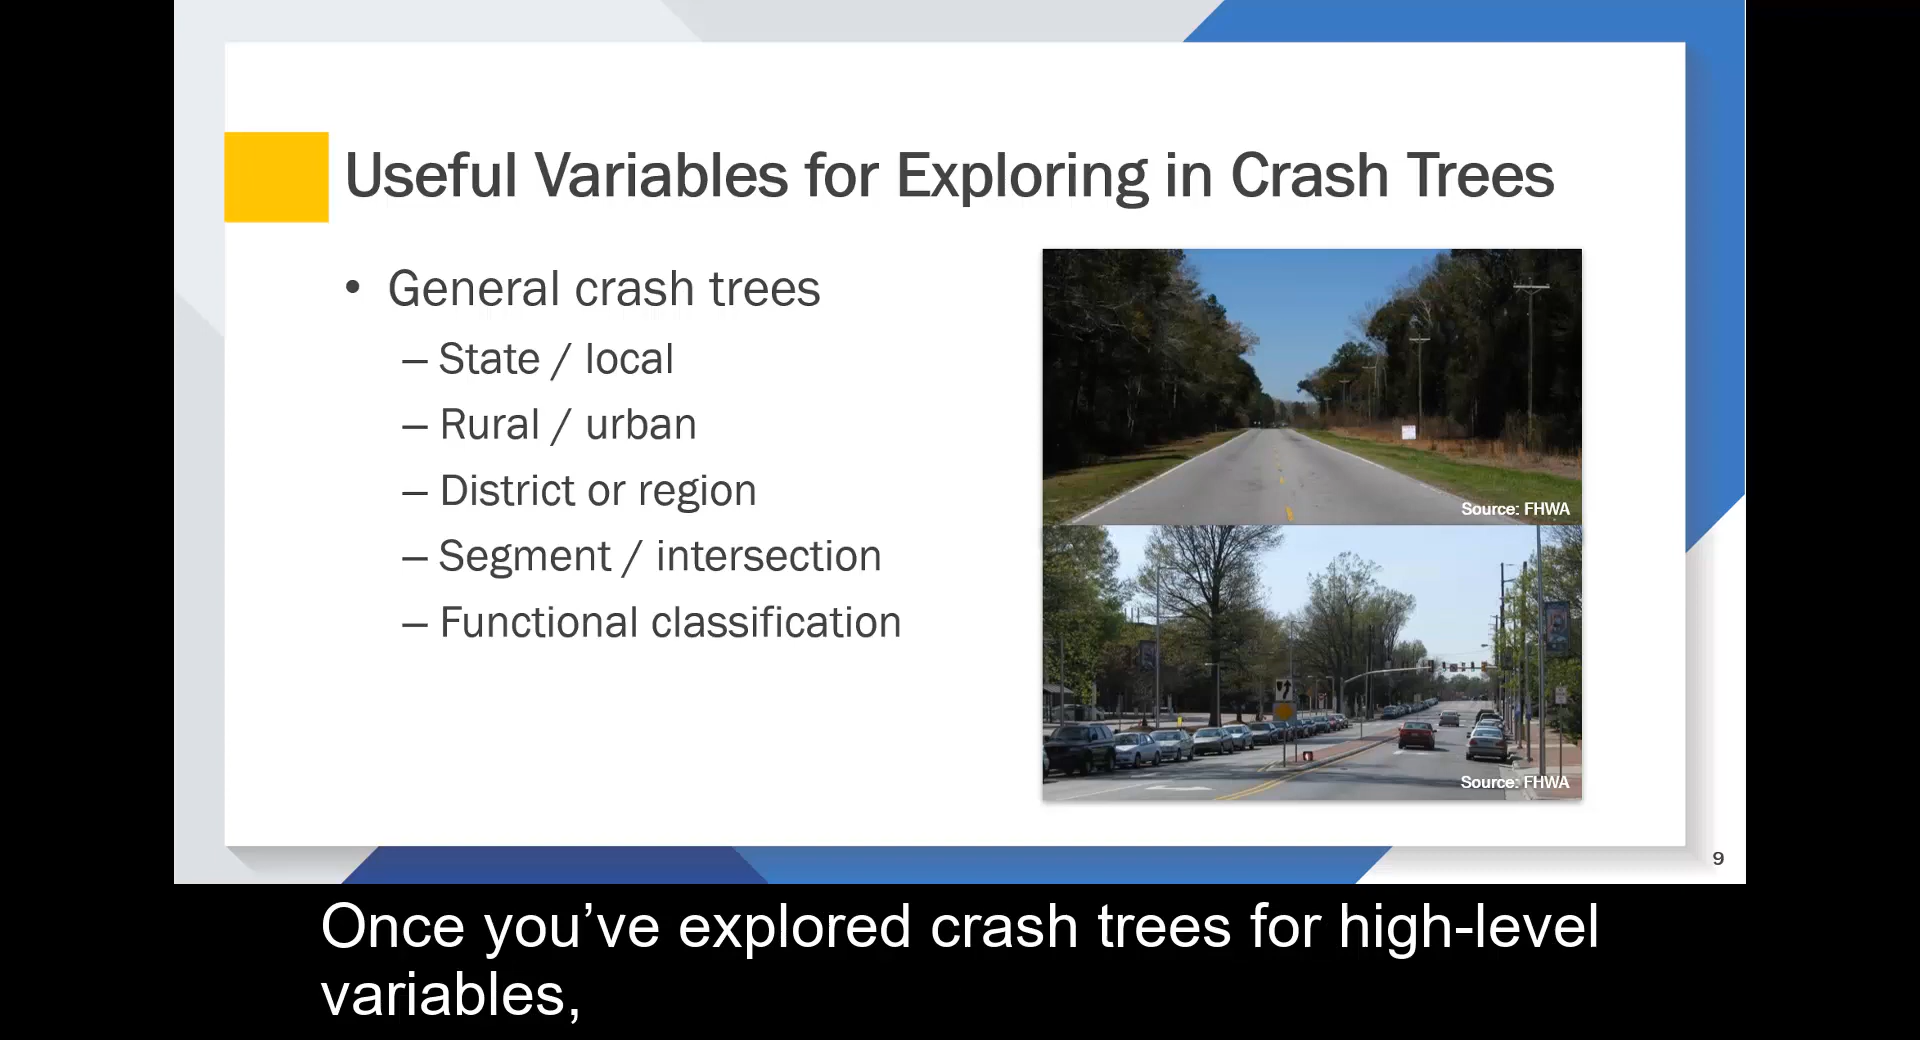 Useful Variables for Exploring in Crash Trees
• General crash trees
– State / local
– Rural / urban
– District or region
– Segment / intersection
– Functional classification
Source: FHWA
Source: FHWA
9
Once you’ve explored crash trees for high-level
variables,